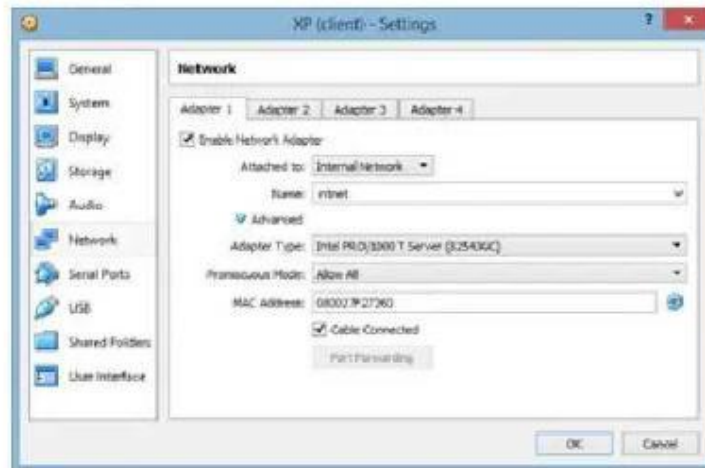 XP (client) - Settings
?
General
System
Display
Storage
Audio
Network
Serial Ports
USB
Shared Folders
User Interface
Network
Adapter 1 Adapter 2 Adapter 3 Adapter 4
Enable Network Adapter
Attached to: Internal Network
Name: intnet
Advanced
Adapter Type: Intel PRO/1000 T Server (82543GC)
Promiscuous Mode: Allow All
MAC Address:
Cable Connected
Port Forwarding
OK Cancel